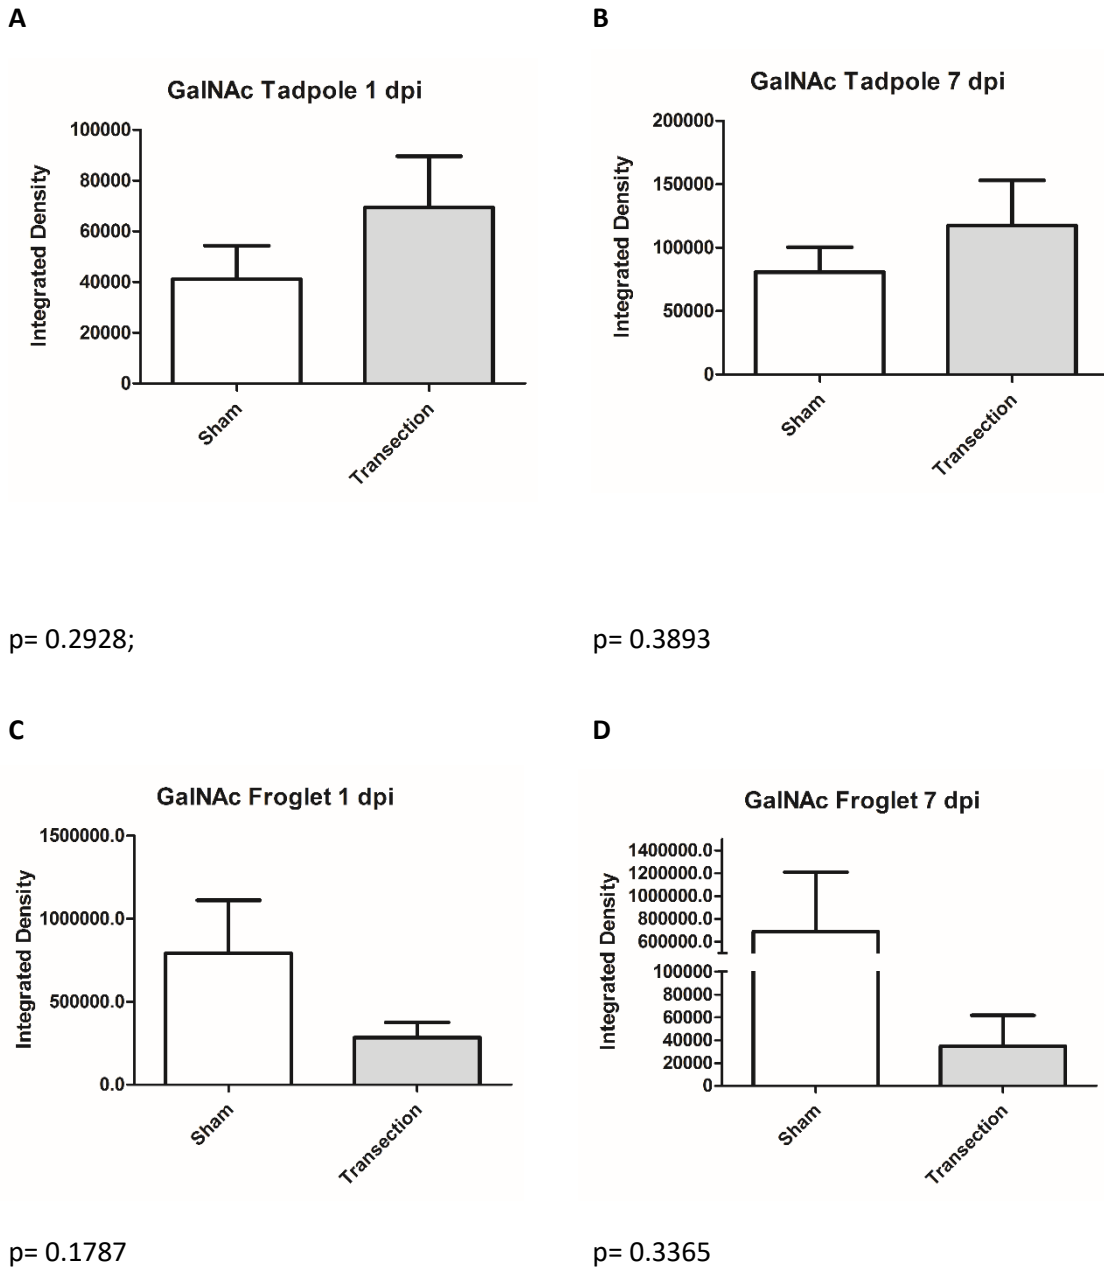 A
GalNAc Tadpole 1 dpi
Integrated Density
100000
80000
60000
40000
20000
0
Sham
Transection
p= 0.2928;
B
GalNAc Tadpole 7 dpi
Integrated Density
200000
150000
100000
50000
0
Sham
Transection
p= 0.3893
C
GalNAc Froglet 1 dpi
Integrated Density
1500000.0
1000000.0
500000.0
0.0
Sham
Transection
p= 0.1787
D
GalNAc Froglet 7 dpi
Integrated Density
1400000.0
1200000.0
1000000.0
800000.0
600000.0
100000
80000
60000
40000
20000
0
Sham
Transection
p= 0.3365